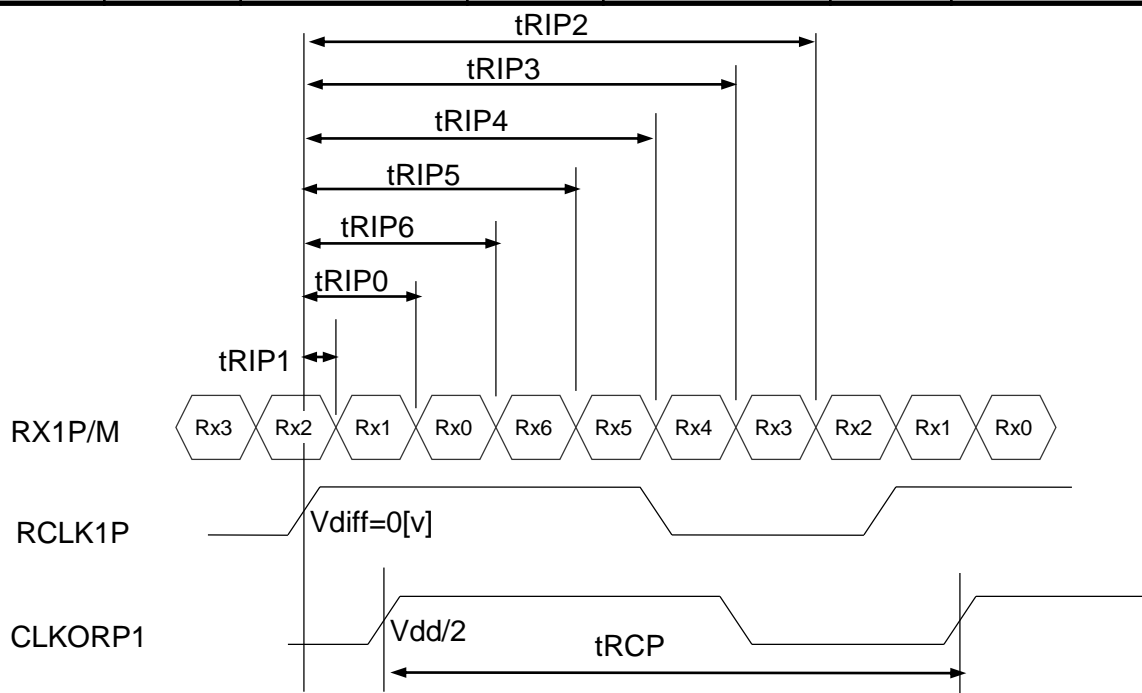 tRIP2
tRIP3
tRIP4
tRIP5
tRIP6
tRIP0
tRIP1
RX1P/M Rx3 Rx2 Rx1 Rx0 Rx6 Rx5 Rx4 Rx3 Rx2 Rx1 Rx0
RCLK1P Vdiff=0[v]
CLKORP1 Vdd/2 tRCP